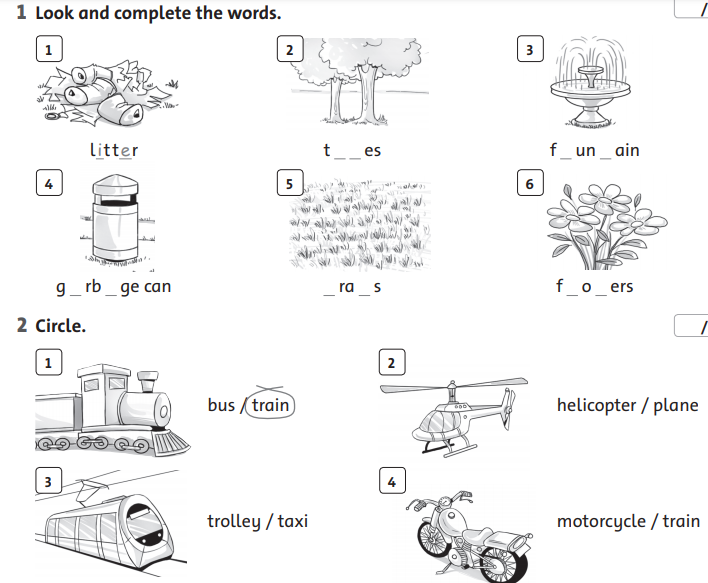 1 Look and complete the words.
/
1
2
3
litter
t _ _ es
f _ un _ ain
4
5
6
g _ rb _ ge can
_ ra _ s
f _ o _ ers
2 Circle.
/
1
bus / train
2
helicopter / plane
3
trolley / taxi
4
motorcycle / train